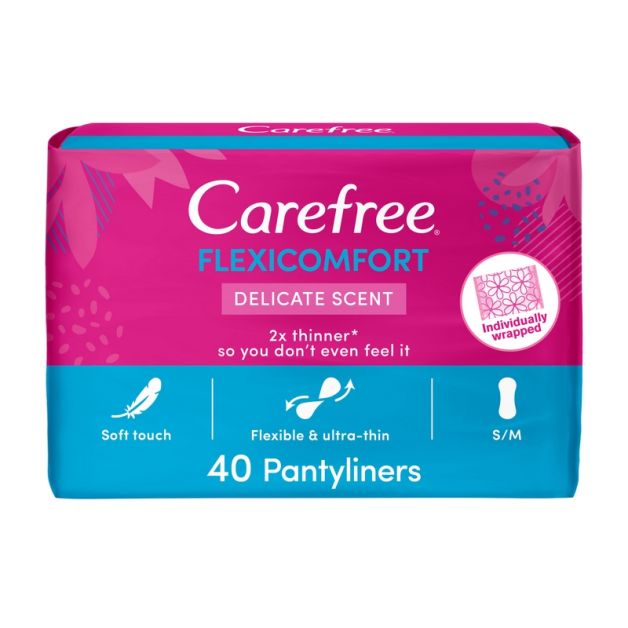 Carefree
Carefree®
FLEXICOMFORT
DELICATE SCENT
2x thinner*
so you don't even feel it
Individually
wrapped
Soft touch
Flexible & ultra-thin
S/M
40 Pantyliners